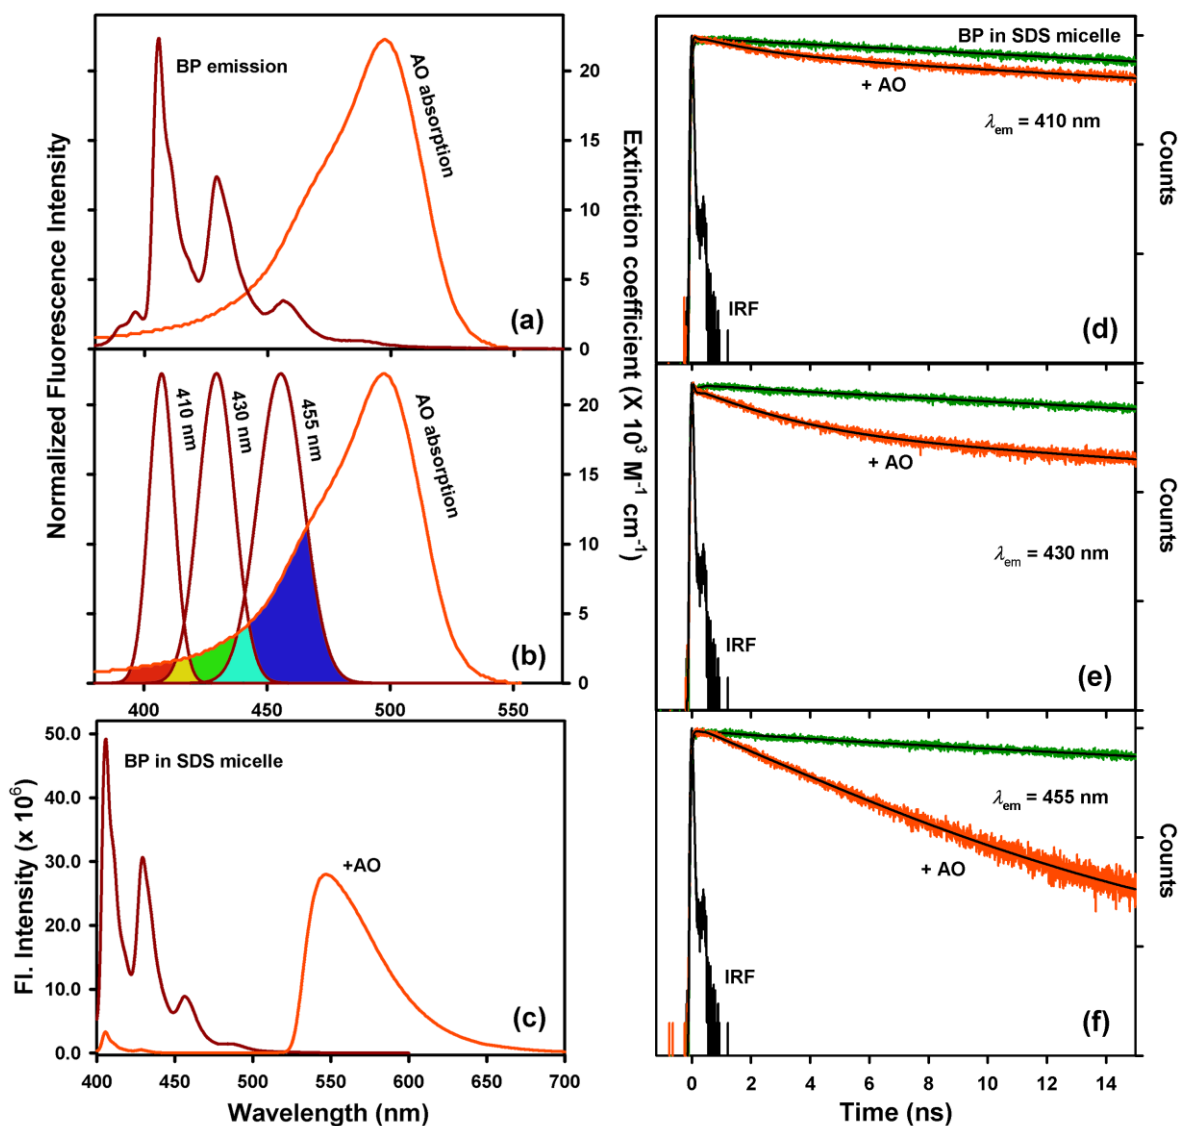 Normalized Fluorescence Intensity
BP emission
AO absorption
(a)
20
15
10
5
0
410 nm
430 nm
455 nm
AO absorption
(b)
20
15
10
5
0
400
450
500
550
Extinction coefficient (X 10³ M⁻¹ cm⁻¹)
Fl. Intensity (x 10⁶)
50.0
40.0
30.0
20.0
10.0
0.0
BP in SDS micelle
+AO
(c)
400
450
500
550
600
650
700
Wavelength (nm)
BP in SDS micelle
+ AO
λem = 410 nm
IRF
(d)
Counts
+ AO
λem = 430 nm
IRF
(e)
Counts
λem = 455 nm
+ AO
IRF
(f)
Counts
0
2
4
6
8
10
12
14
Time (ns)